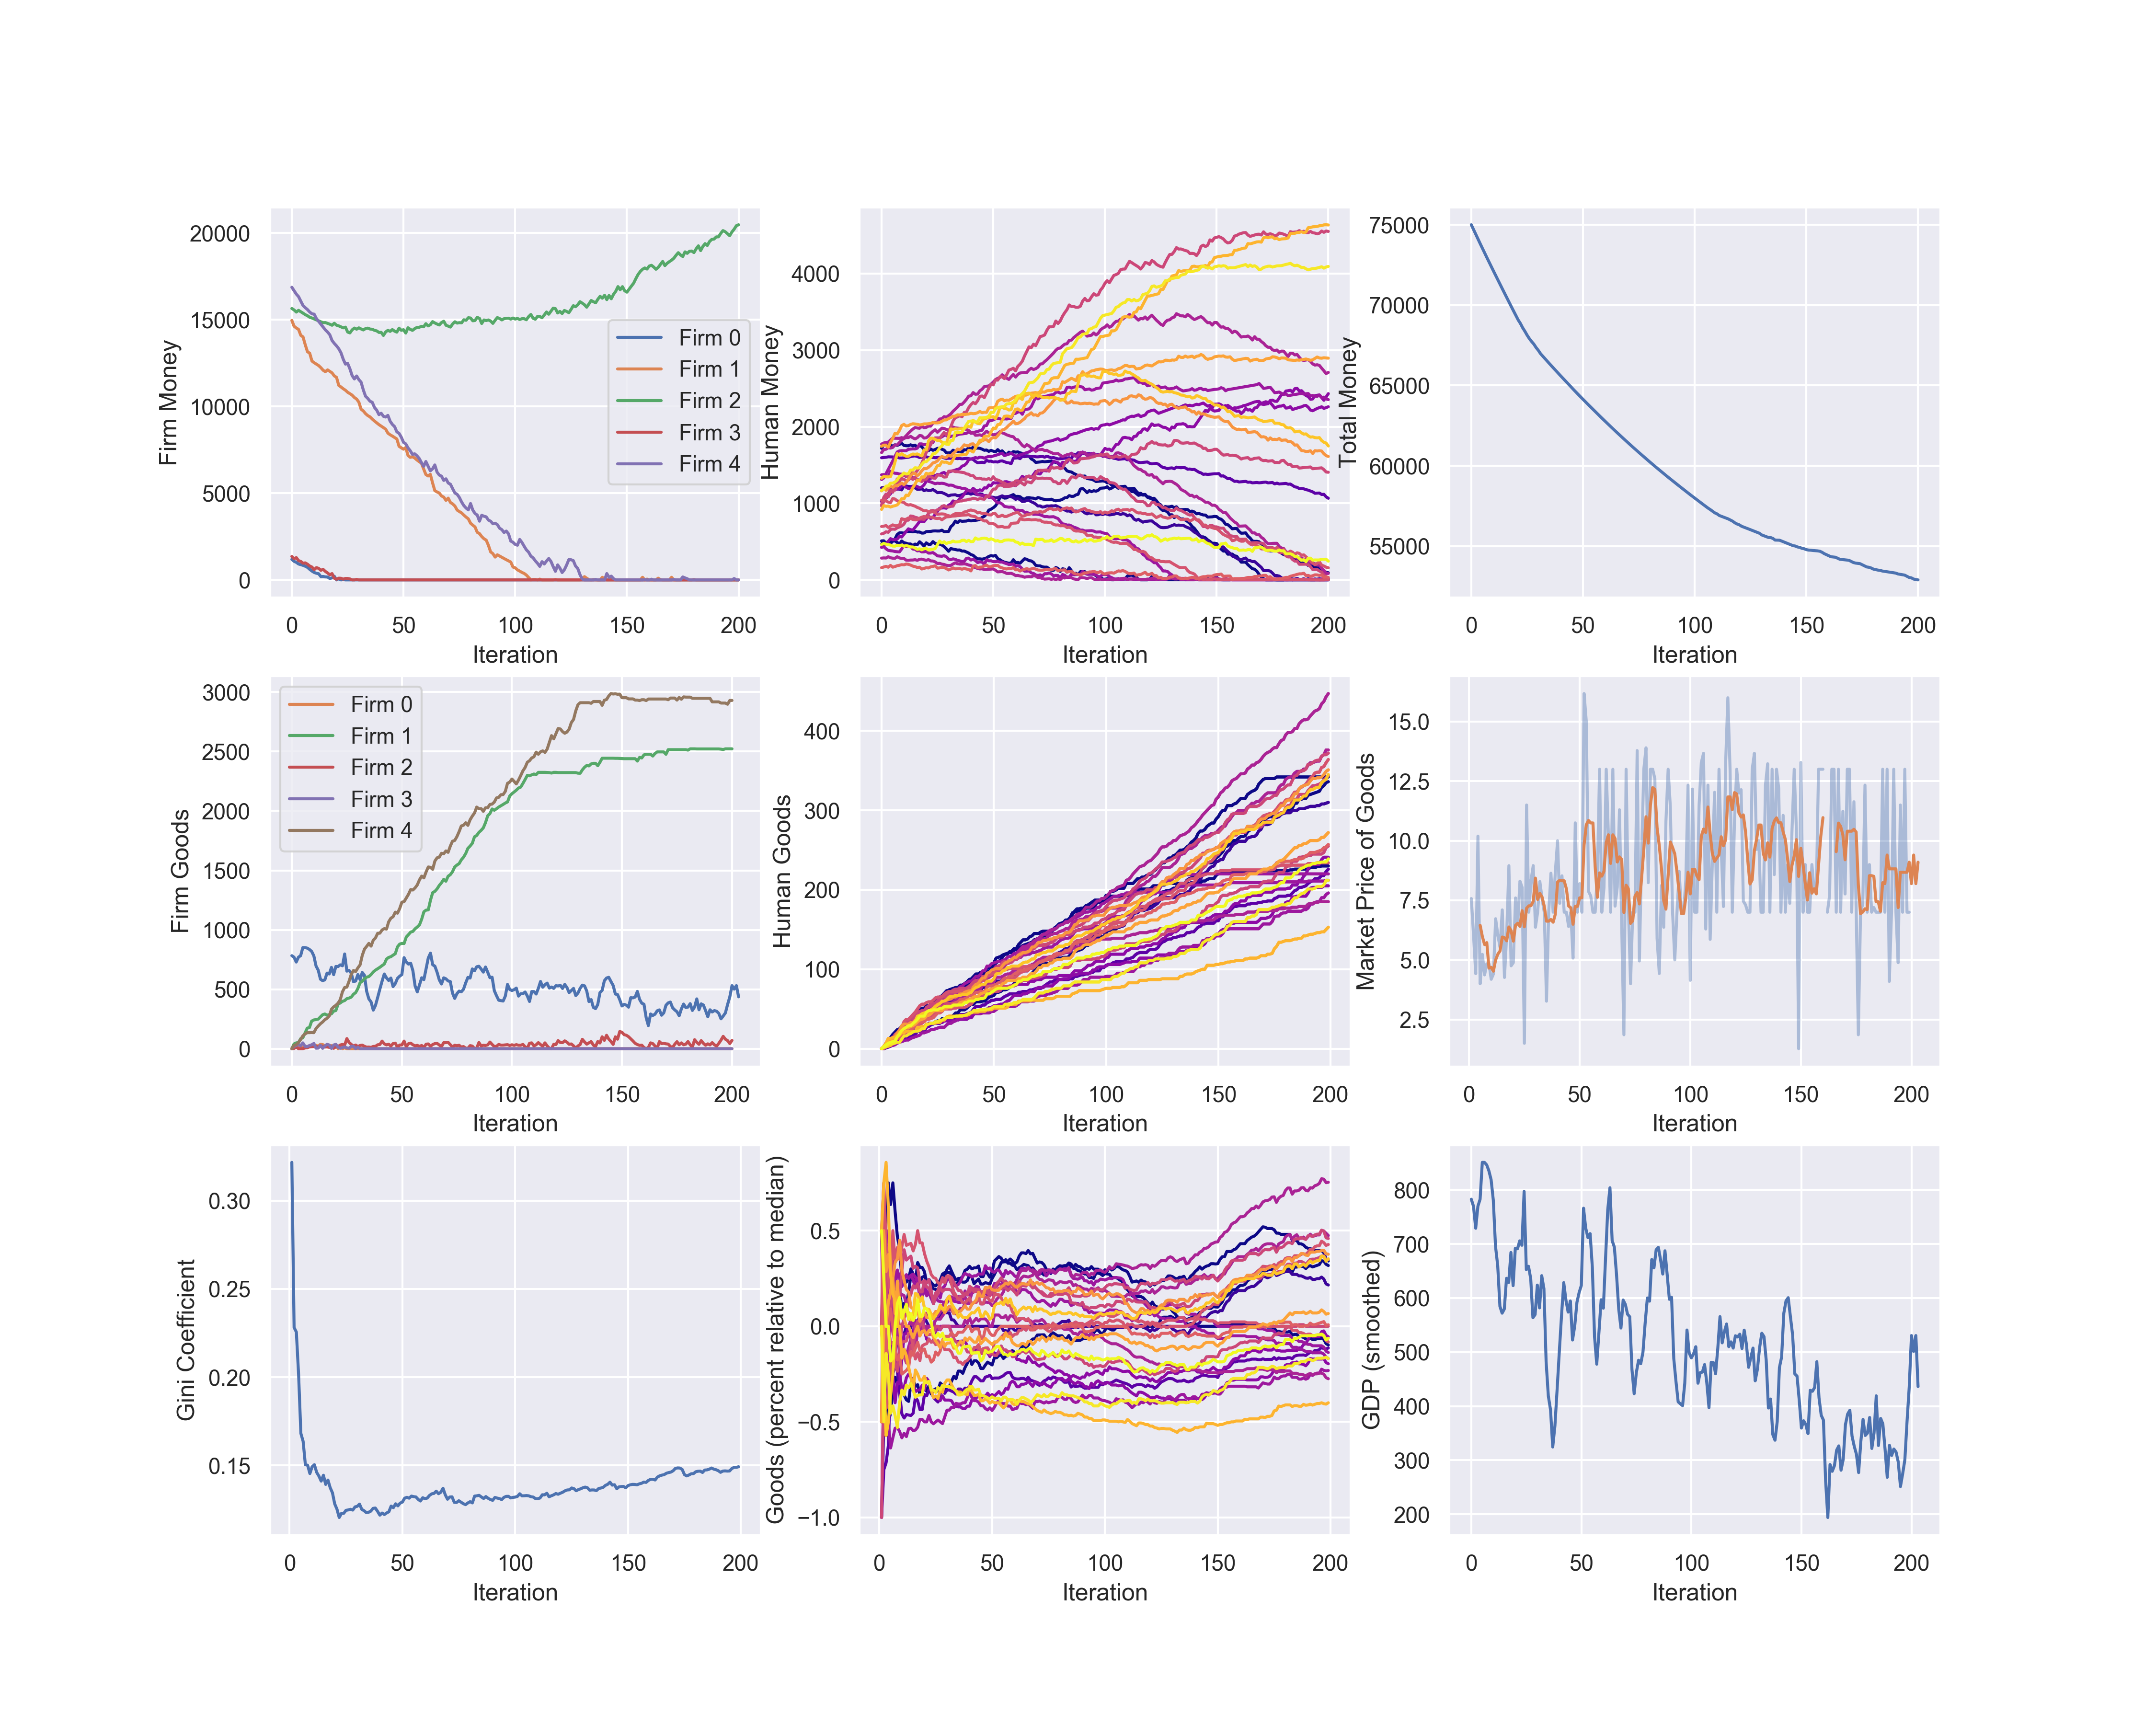 Firm Money
20000
15000
10000
5000
0
Firm 0
Firm 1
Firm 2
Firm 3
Firm 4
0 50 100 150 200
Iteration
Human Money
4000
3000
2000
1000
0
0 50 100 150 200
Iteration
Total Money
75000
70000
65000
60000
55000
0 50 100 150 200
Iteration
Firm Goods
3000
2500
2000
1500
1000
500
0
Firm 0
Firm 1
Firm 2
Firm 3
Firm 4
0 50 100 150 200
Iteration
Human Goods
400
300
200
100
0
0 50 100 150 200
Iteration
Market Price of Goods
15.0
12.5
10.0
7.5
5.0
2.5
0 50 100 150 200
Iteration
Gini Coefficient
0.30
0.25
0.20
0.15
0 50 100 150 200
Iteration
Goods (percent relative to median)
0.5
0.0
−0.5
−1.0
0 50 100 150 200
Iteration
GDP (smoothed)
800
700
600
500
400
300
200
0 50 100 150 200
Iteration